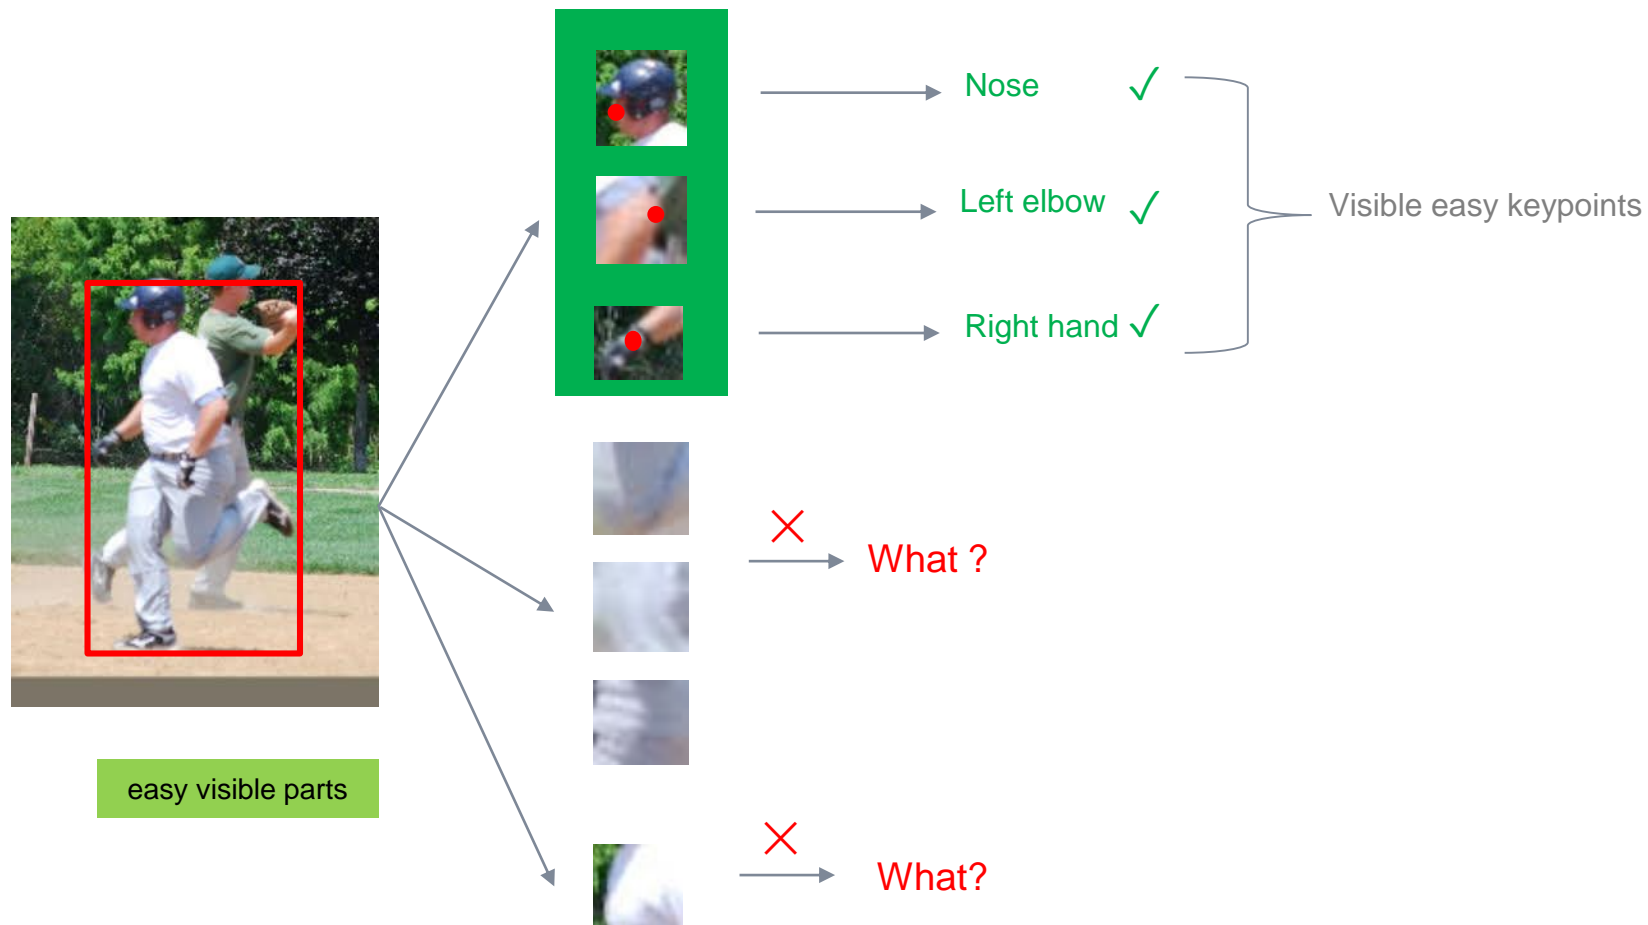 Nose
Left elbow
Right hand
Visible easy keypoints
What ?
easy visible parts
What?